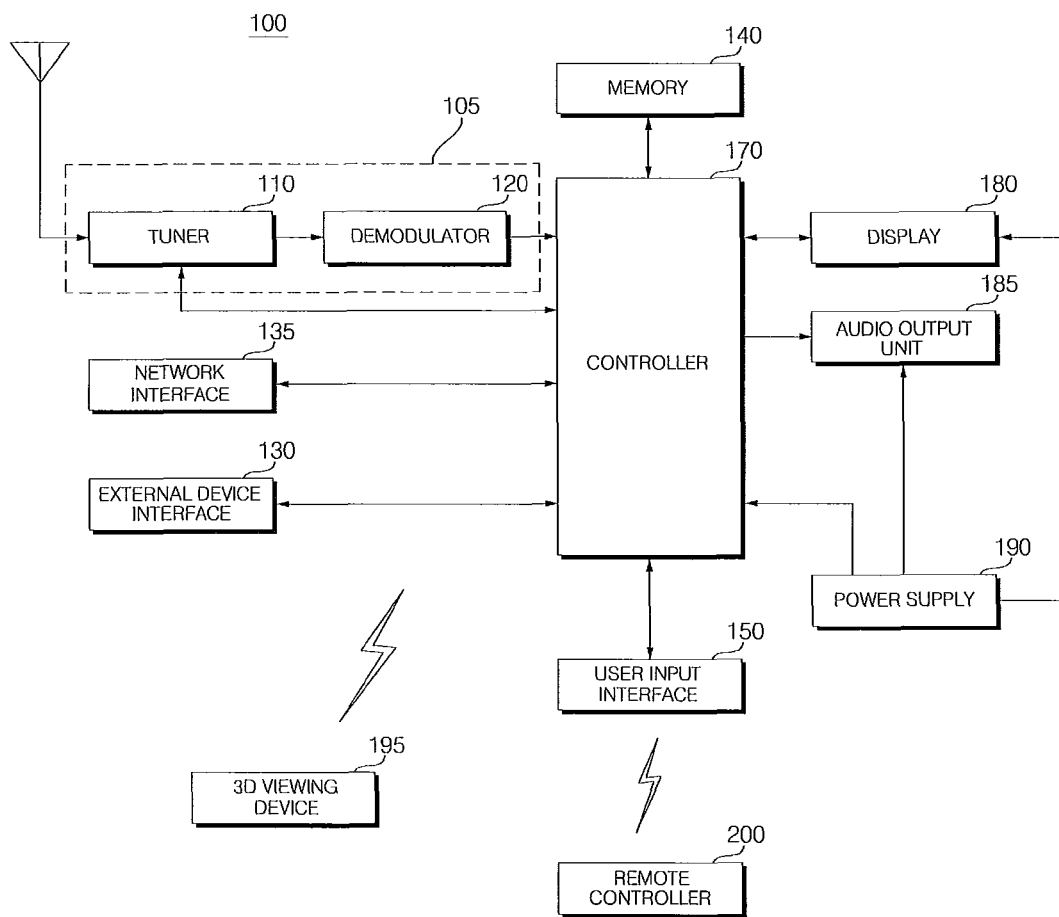 100
140
MEMORY
105
170
110
120
180
TUNER
DEMODULATOR
DISPLAY
185
135
CONTROLLER
AUDIO OUTPUT
UNIT
NETWORK
INTERFACE
130
EXTERNAL DEVICE
INTERFACE
190
POWER SUPPLY
150
USER INPUT
INTERFACE
195
3D VIEWING
DEVICE
200
REMOTE
CONTROLLER